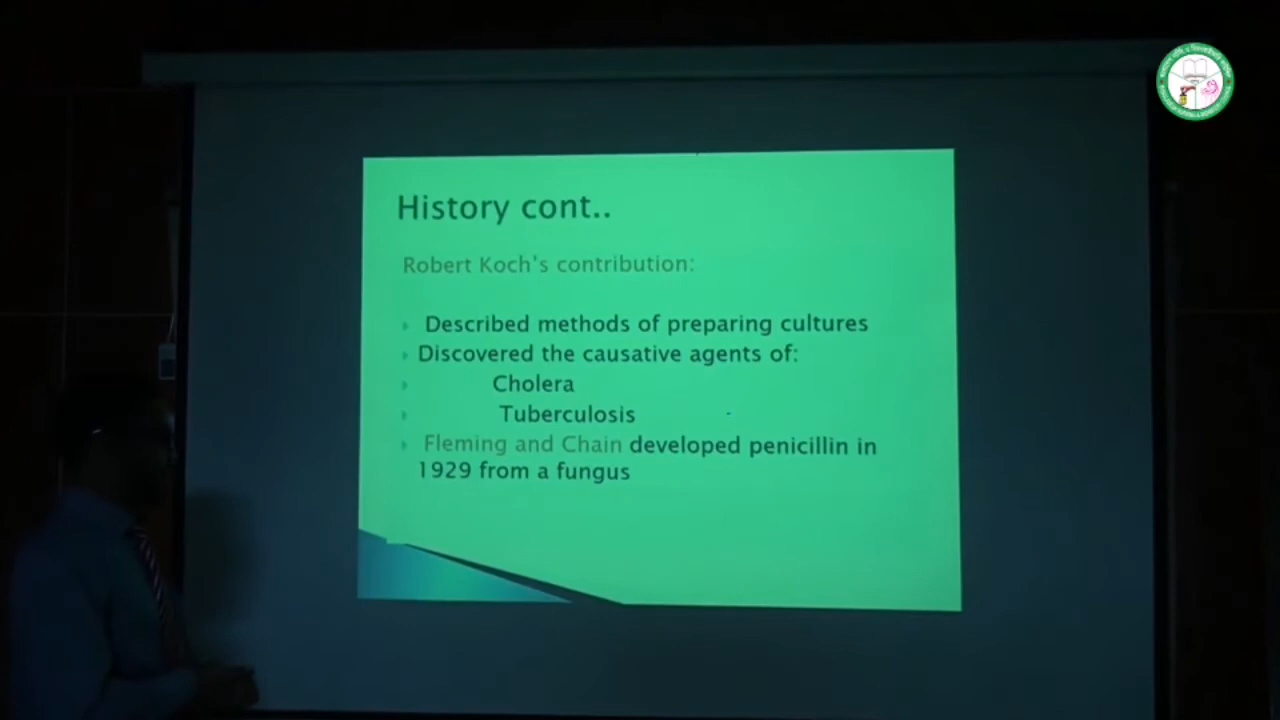 History cont..
Robert Koch's contribution:
Described methods of preparing cultures
Discovered the causative agents of:
Cholera
Tuberculosis
Fleming and Chain developed penicillin in
1929 from a fungus